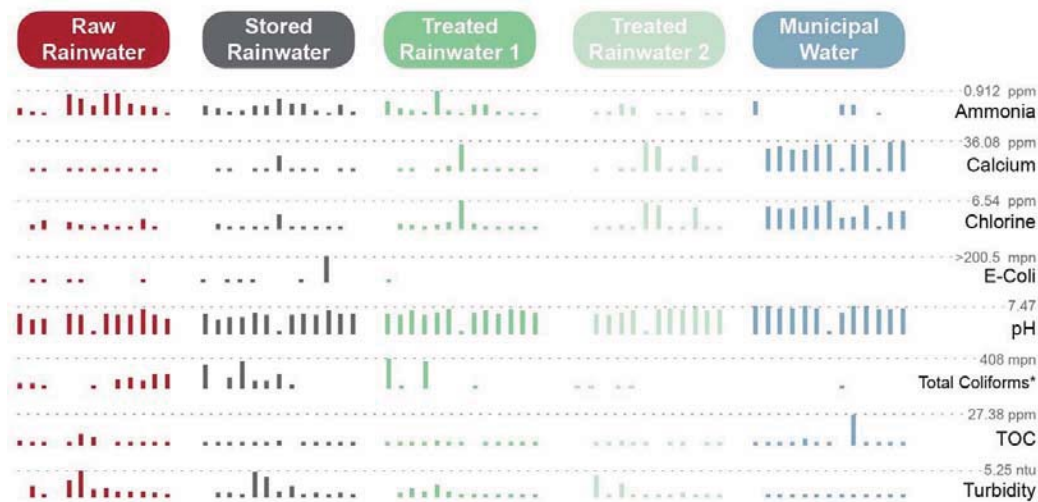 Raw
Rainwater
Stored
Rainwater
Treated
Rainwater 1
Treated
Rainwater 2
Municipal
Water
0.912 ppm
Ammonia
36.08 ppm
Calcium
6.54 ppm
Chlorine
>200.5 mpn
E-Coli
7.47
pH
408 mpn
Total Coliforms*
27.38 ppm
TOC
5.25 ntu
Turbidity